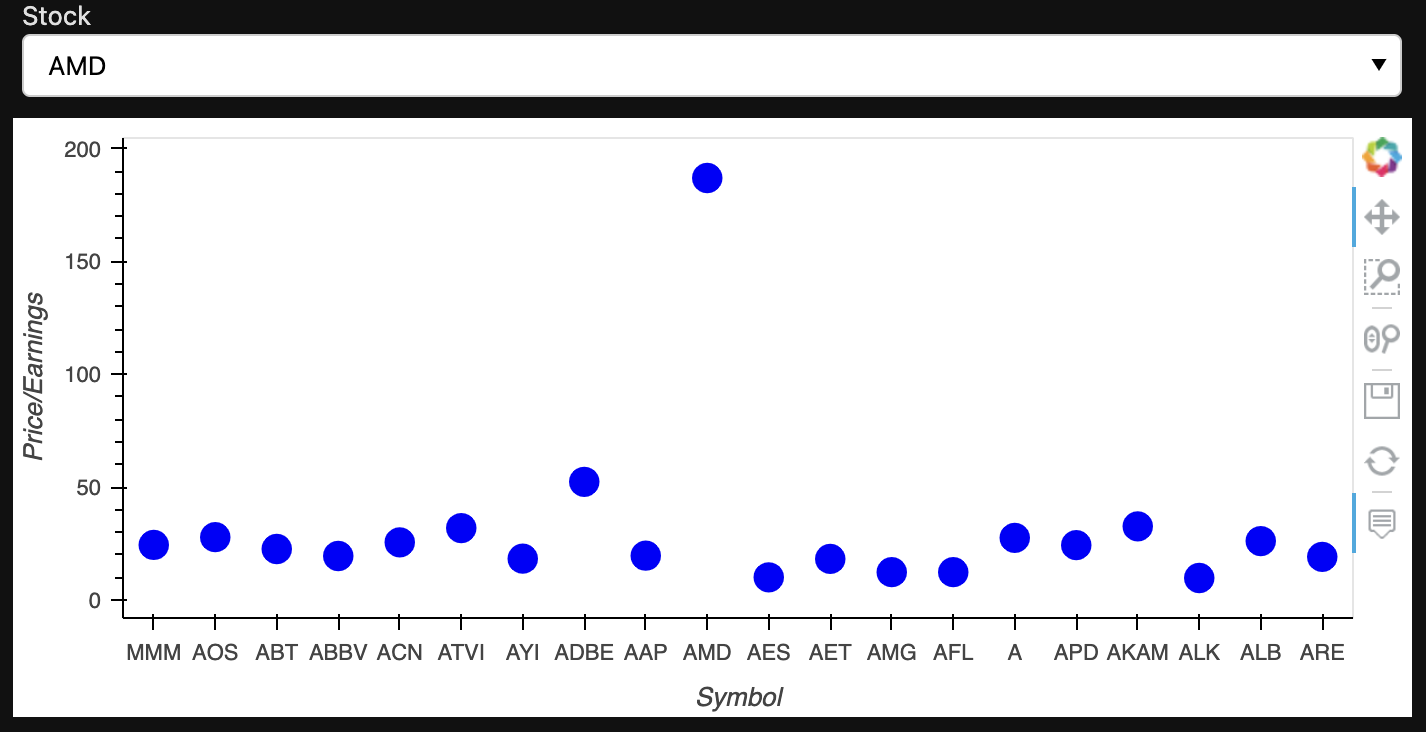 Stock
AMD
200
150
100
50
0
Price/Earnings
MMM AOS ABT ABBV ACN ATVI AYI ADBE AAP AMD AES AET AMG AFL A APD AKAM ALK ALB ARE
Symbol